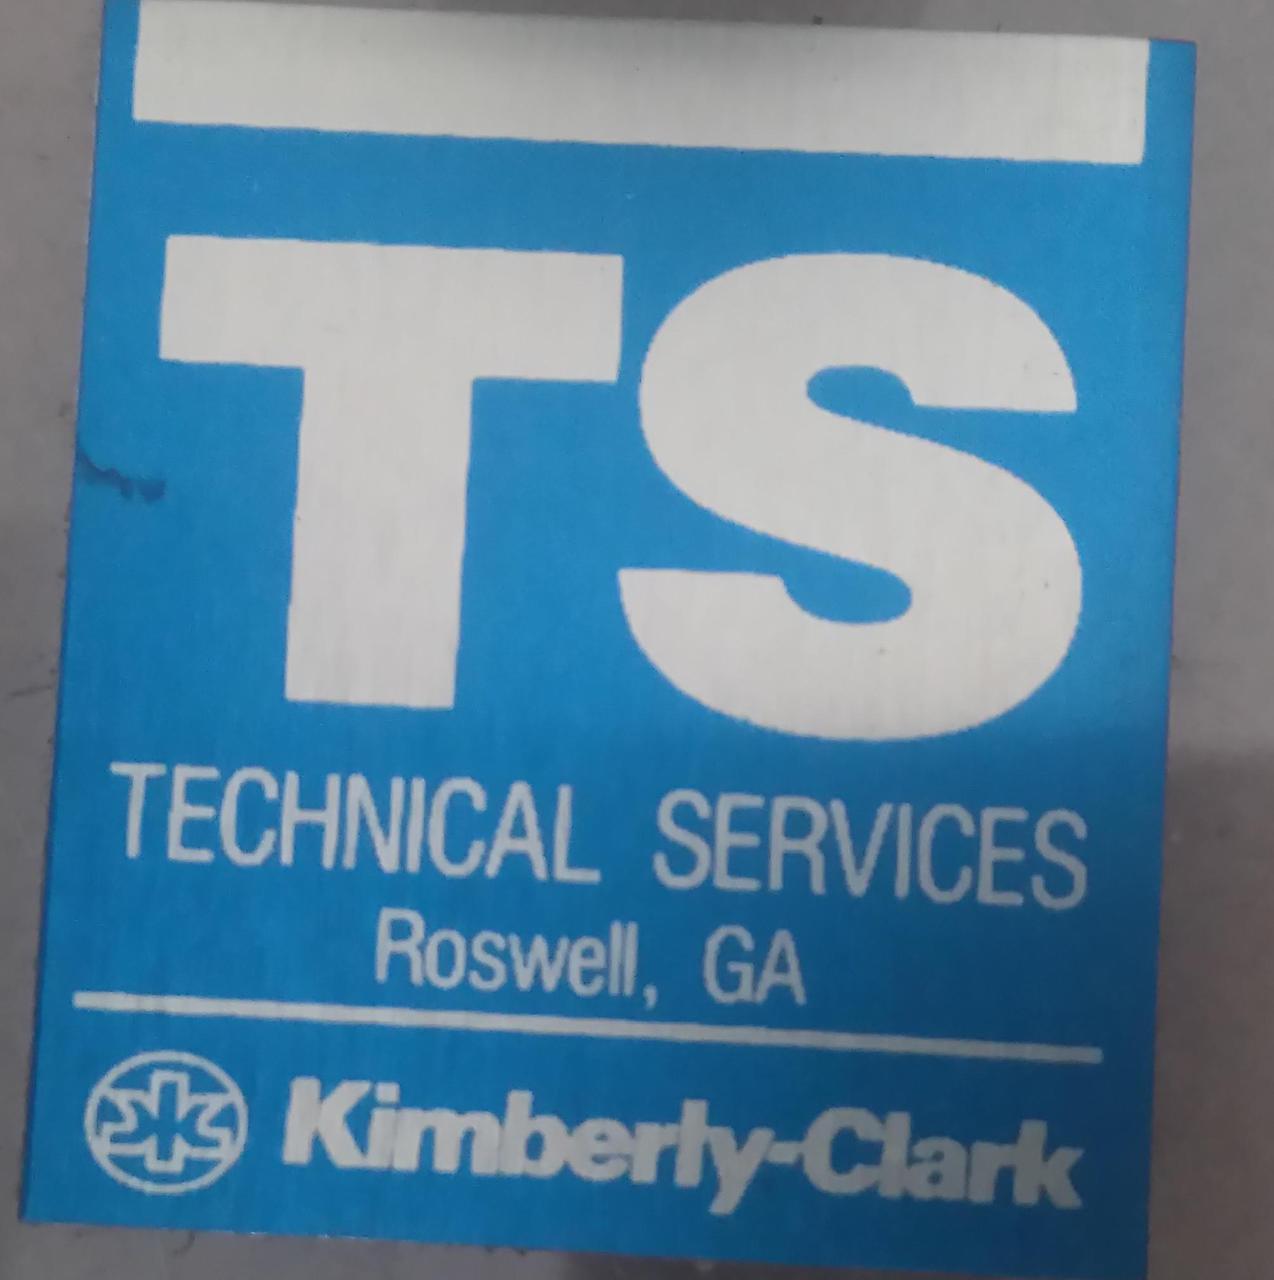 TS
TECHNICAL SERVICES
Roswell, GA
Kimberly-Clark